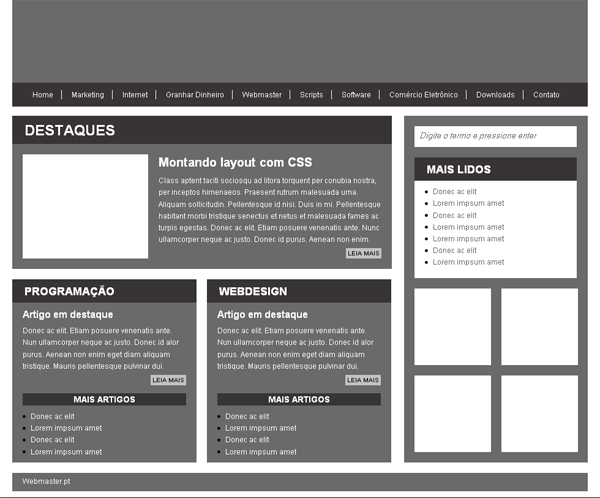 Home Marketing Internet Granhar Dinheiro Webmaster Scripts Software Comércio Eletrônico Downloads Contato
DESTAQUES
Montando layout com CSS
Class aptent taciti sociosqu ad litora torquent per conubia nostra,
per inceptos himenaeos. Praesent rutrum malesuada urna.
Aliquam sollicitudin. Pellentesque id nisi. Duis in mi. Pellentesque
habitant morbi tristique senectus et netus et malesuada fames ac
turpis egestas. Donec ac elit. Etiam posuere venenatis ante. Nunc
ullamcorper neque ac justo. Donec id purus. Aenean non enim.
LEIA MAIS
PROGRAMAÇÃO
Artigo em destaque
Donec ac elit. Etiam posuere venenatis ante.
Nun ullamcorper neque ac justo. Donec id alor
purus. Aenean non enim eget diam aliquam
tristique. Mauris pellentesque pulvinar dui.
LEIA MAIS
MAIS ARTIGOS
Donec ac elit
Lorem impsum amet
Donec ac elit
Lorem impsum amet
WEBDESIGN
Artigo em destaque
Donec ac elit. Etiam posuere venenatis ante.
Nun ullamcorper neque ac justo. Donec id alor
purus. Aenean non enim eget diam aliquam
tristique. Mauris pellentesque pulvinar dui.
LEIA MAIS
MAIS ARTIGOS
Donec ac elit
Lorem impsum amet
Donec ac elit
Lorem impsum amet
Digite o termo e pressione enter
MAIS LIDOS
Donec ac elit
Lorem impsum amet
Donec ac elit
Lorem impsum amet
Donec ac elit
Lorem impsum amet
Donec ac elit
Webmaster.pt